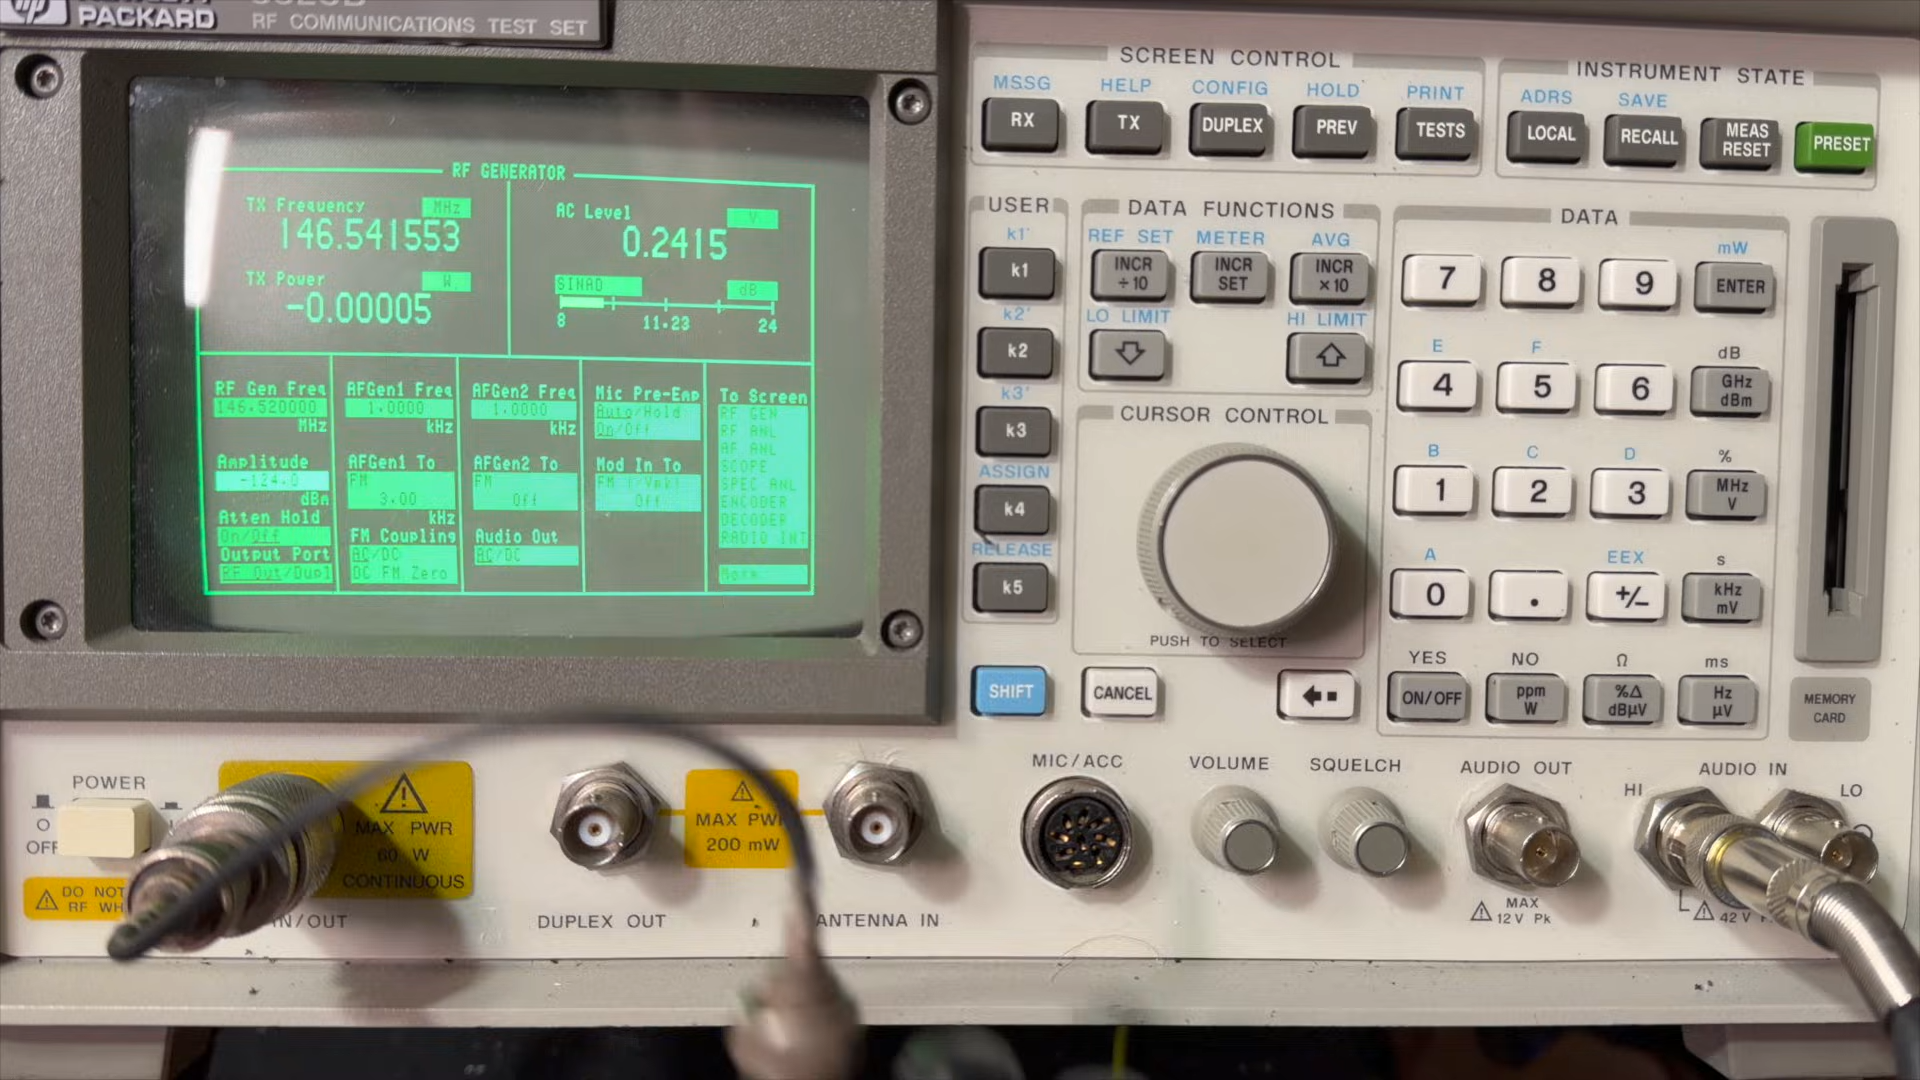 hp
PACKARD
RF COMMUNICATIONS TEST SET
RF GENERATOR
TX Frequency MHz
146.541553
TX Power W
-0.00005
AC Level V
0.2415
SINAD dB
8 11.23 24
RF Gen Freq
146.520000
MHz
Amplitude
-124.0
dBm
Atten Hold
On/Off
Output Port
RF Out/Dupl
AFGen1 Freq
1.0000
kHz
AFGen1 To
FM
3.00
kHz
FM Coupling
AC/DC
DC FM Zero
AFGen2 Freq
1.0000
kHz
AFGen2 To
FM
Off
Audio Out
AC/DC
Mic Pre-Emp
Auto/Hold
On/Off
Mod In To
FM (/Vpk)
Off
To Screen
RF GEN
RF ANL
AF ANL
SCOPE
SPEC ANL
ENCODER
DECODER
RADIO INT
SCREEN CONTROL
MSSG HELP CONFIG HOLD PRINT
RX TX DUPLEX PREV TESTS
INSTRUMENT STATE
ADRS SAVE
LOCAL RECALL MEAS RESET PRESET
USER
k1'
k1
k2'
k2
k3'
k3
ASSIGN
k4
RELEASE
k5
DATA FUNCTIONS
REF SET METER AVG
INCR ÷10 INCR SET INCR ×10
LO LIMIT HI LIMIT
CURSOR CONTROL
PUSH TO SELECT
DATA
mW
7 8 9 ENTER
E F dB
4 5 6 GHz dBm
B C D %
1 2 3 MHz V
A EEX s
0 . +/− kHz mV
YES NO Ω ms
ON/OFF ppm W %Δ dBµV Hz µV
SHIFT CANCEL
MEMORY
CARD
POWER
O
OFF
DO NOT
RF WH
MAX PWR
60 W
CONTINUOUS
IN/OUT
DUPLEX OUT
MAX PW
200 mW
ANTENNA IN
MIC/ACC
VOLUME
SQUELCH
AUDIO OUT
MAX
12V Pk
AUDIO IN
HI LO
42 V